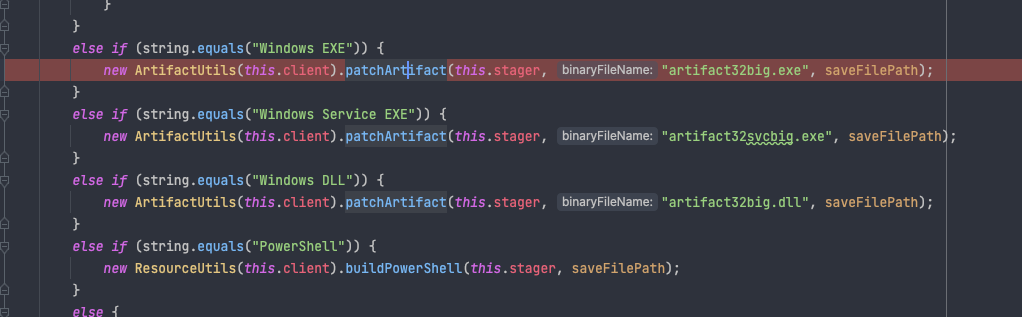 }
}
else if (string.equals("Windows EXE")) {
new ArtifactUtils(this.client).patchArtifact(this.stager, binaryFileName: "artifact32big.exe", saveFilePath);
}
else if (string.equals("Windows Service EXE")) {
new ArtifactUtils(this.client).patchArtifact(this.stager, binaryFileName: "artifact32svcbig.exe", saveFilePath);
}
else if (string.equals("Windows DLL")) {
new ArtifactUtils(this.client).patchArtifact(this.stager, binaryFileName: "artifact32big.dll", saveFilePath);
}
else if (string.equals("PowerShell")) {
new ResourceUtils(this.client).buildPowerShell(this.stager, saveFilePath);
}
else {